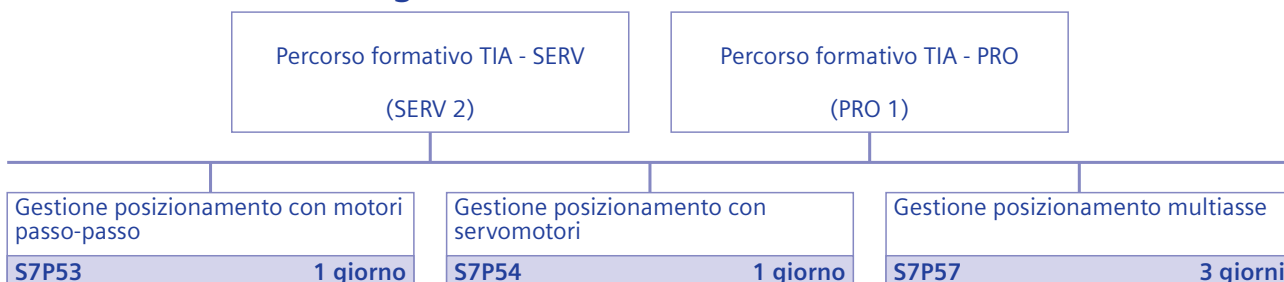 Percorso formativo TIA - SERV
(SERV 2)
Percorso formativo TIA - PRO
(PRO 1)
Gestione posizionamento con motori
passo-passo
S7P53 1 giorno
Gestione posizionamento con
servomotori
S7P54 1 giorno
Gestione posizionamento multiasse
S7P57 3 giorni